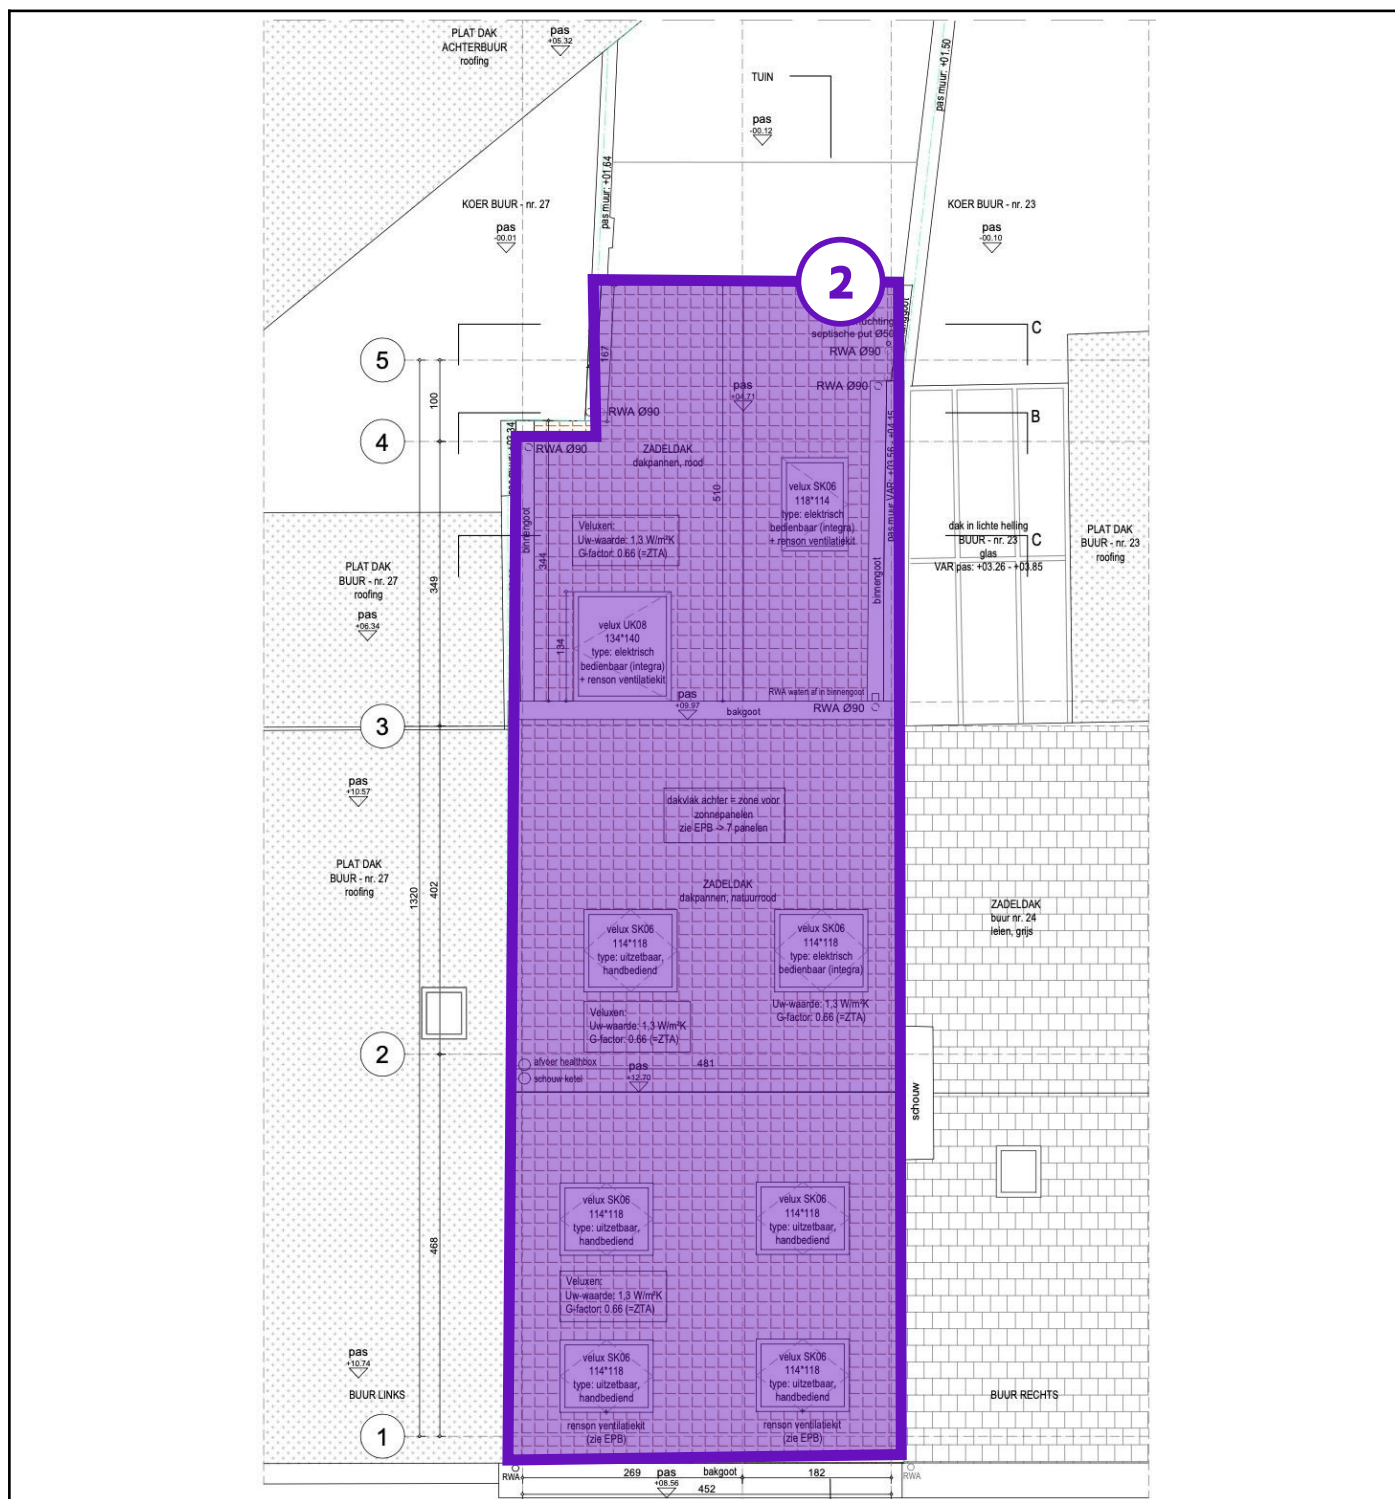 PLAT DAK
ACHTERBUUR
roofing
pas
+05.32
TUIN
pas
-00.12
pas muur: +01.50
pas muur: +01.64
KOER BUUR - nr. 27
pas
-00.01
KOER BUUR - nr. 23
pas
-00.10
2
septische put Ø50
RWA Ø90
C
5
167
100
RWA Ø90
pas
+04.71
RWA Ø90
B
4
RWA Ø90
ZADELDAK
dakpannen, rood
pas muur VAR: +03.56 - +04.15
510
velux SK06
118*114
type: elektrisch
bedienbaar (integra)
+ renson ventilatiekit
Veluxen:
Uw-waarde: 1,3 W/m²K
G-factor: 0.66 (=ZTA)
binnengoot
344
349
dak in lichte helling
BUUR - nr. 23
glas
VAR pas: +03.26 - +03.85
C
PLAT DAK
BUUR - nr. 23
roofing
PLAT DAK
BUUR - nr. 27
roofing
pas
+06.34
binnengoot
velux UK08
134*140
type: elektrisch
bedienbaar (integra)
+ renson ventilatiekit
134
RWA watert af in binnengoot
pas
+09.97
bakgoot
RWA Ø90
3
pas
+10.57
dakvlak achter = zone voor
zonnepanelen
zie EPB -> 7 panelen
PLAT DAK
BUUR - nr. 27
roofing
1320
402
ZADELDAK
dakpannen, natuurrood
ZADELDAK
buur nr. 24
leien, grijs
velux SK06
114*118
type: uitzetbaar,
handbediend
velux SK06
114*118
type: elektrisch
bedienbaar (integra)
Veluxen:
Uw-waarde: 1,3 W/m²K
G-factor: 0.66 (=ZTA)
Uw-waarde: 1,3 W/m²K
G-factor: 0.66 (=ZTA)
2
afvoer healthbox
schouw ketel
pas
+12.70
481
schouw
velux SK06
114*118
type: uitzetbaar,
handbediend
velux SK06
114*118
type: uitzetbaar,
handbediend
468
Veluxen:
Uw-waarde: 1,3 W/m²K
G-factor: 0.66 (=ZTA)
pas
+10.74
BUUR LINKS
velux SK06
114*118
type: uitzetbaar,
handbediend
+
renson ventilatiekit
(zie EPB)
velux SK06
114*118
type: uitzetbaar,
handbediend
+
renson ventilatiekit
(zie EPB)
BUUR RECHTS
1
RWA
269
pas
+08.56
bakgoot
182
RWA
452